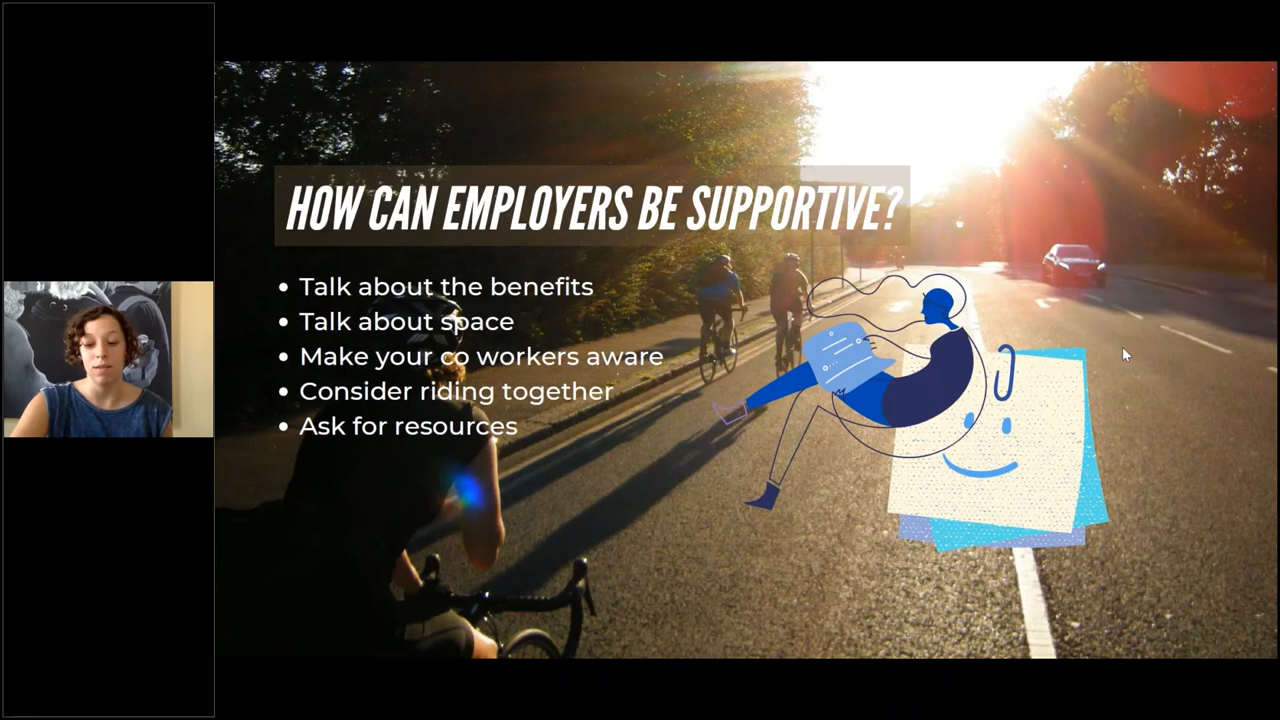 HOW CAN EMPLOYERS BE SUPPORTIVE?
• Talk about the benefits
• Talk about space
• Make your co workers aware
• Consider riding together
• Ask for resources